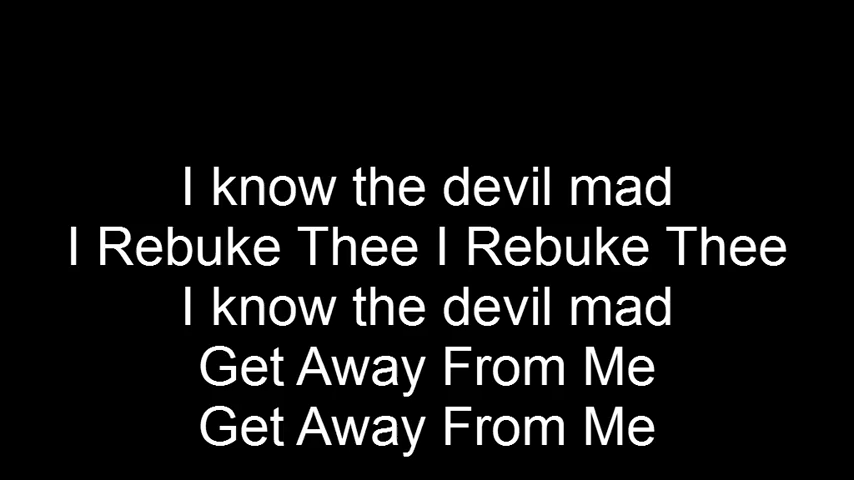 I know the devil mad
I Rebuke Thee I Rebuke Thee
I know the devil mad
Get Away From Me
Get Away From Me